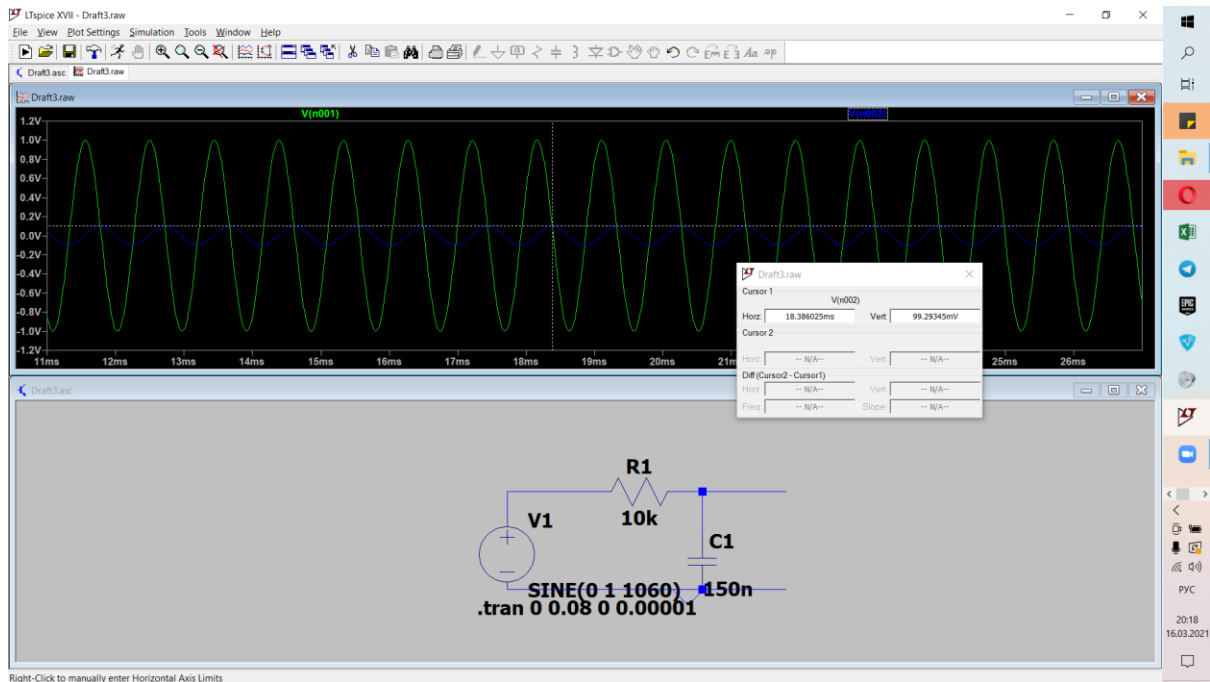 LTspice XVII - Draft3.raw
File View Plot Settings Simulation Tools Window Help
Draft3.asc Draft3.raw
Draft3.raw
V(n001) V(n002)
1.2V
1.0V
0.8V
0.6V
0.4V
0.2V
0.0V
-0.2V
-0.4V
-0.6V
-0.8V
-1.0V
-1.2V
11ms 12ms 13ms 14ms 15ms 16ms 17ms 18ms 19ms 20ms 21m 25ms 26ms
Draft3.raw
Cursor 1
V(n002)
Horz: 18.386025ms Vert: 99.29345mV
Cursor 2
Horz: -- N/A-- Vert: -- N/A--
Diff (Cursor2 - Cursor1)
Horz: -- N/A-- Vert: -- N/A--
Freq: -- N/A-- Slope: -- N/A--
Draft3.asc
R1
10k
V1
C1
SINE(0 1 1060)
150n
.tran 0 0.08 0 0.00001
Right-Click to manually enter Horizontal Axis Limits
EPIC
GAMES
РУС
20:18
16.03.2021